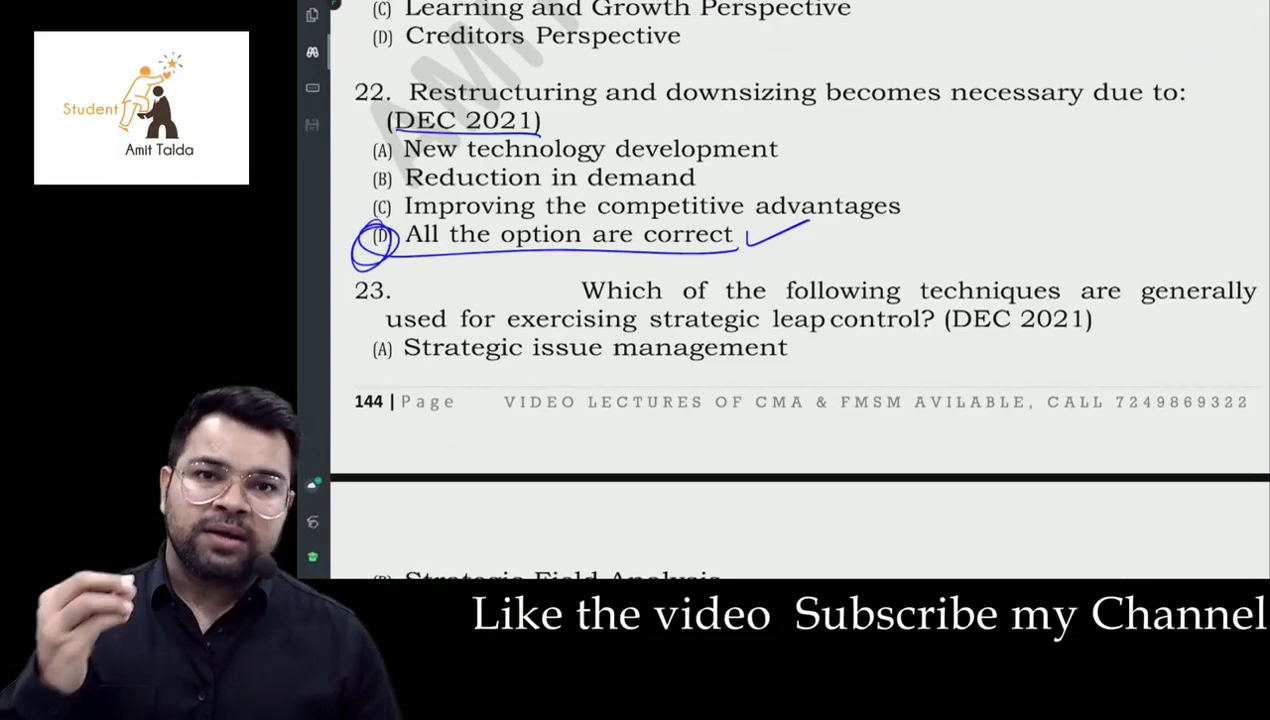 (C) Learning and Growth Perspective
(D) Creditors Perspective
Student
Amit Talda
22. Restructuring and downsizing becomes necessary due to:
(DEC 2021)
(A) New technology development
(B) Reduction in demand
(C) Improving the competitive advantages
(D) All the option are correct
23. Which of the following techniques are generally
used for exercising strategic leap control? (DEC 2021)
(A) Strategic issue management
144 | Page VIDEO LECTURES OF CMA & FMSM AVILABLE, CALL 7249869322
(B) Strategic Field Analysis
Like the video Subscribe my Channel